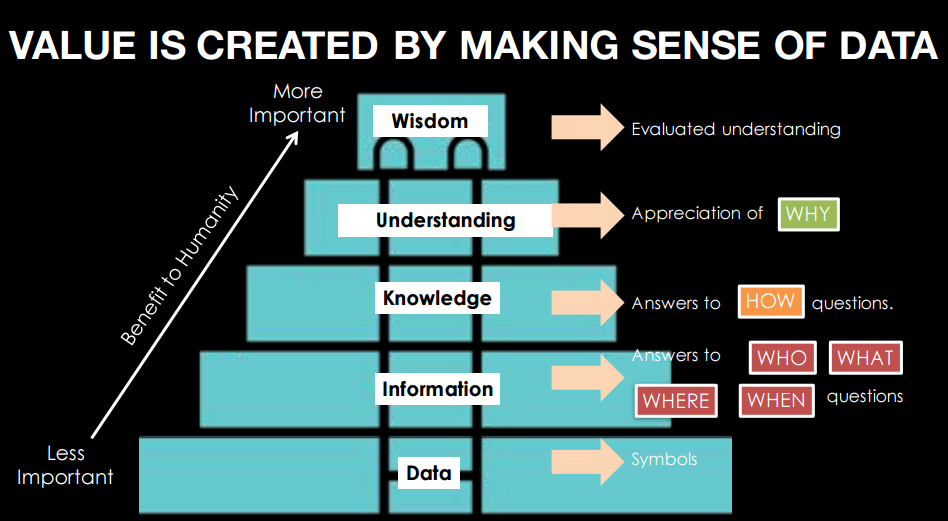 VALUE IS CREATED BY MAKING SENSE OF DATA
More
Important
Wisdom
Evaluated understanding
Benefit to Humanity
Understanding
Appreciation of WHY
Knowledge
Answers to HOW questions.
Information
Answers to WHO WHAT
WHERE WHEN questions
Less
Important
Data
Symbols